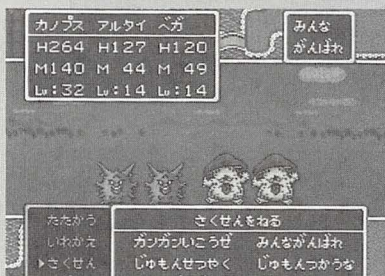 カノプス アルタイ ベガ
H264 H127 H120
M140 M 44 M 49
Lv:32 Lv:14 Lv:14
みんな
がんばれ
たたかう
いれかえ
▶さくせん
さくせんをねる
ガンガンいこうぜ みんながんばれ
じゅもんせつやく じゅもんつかうな